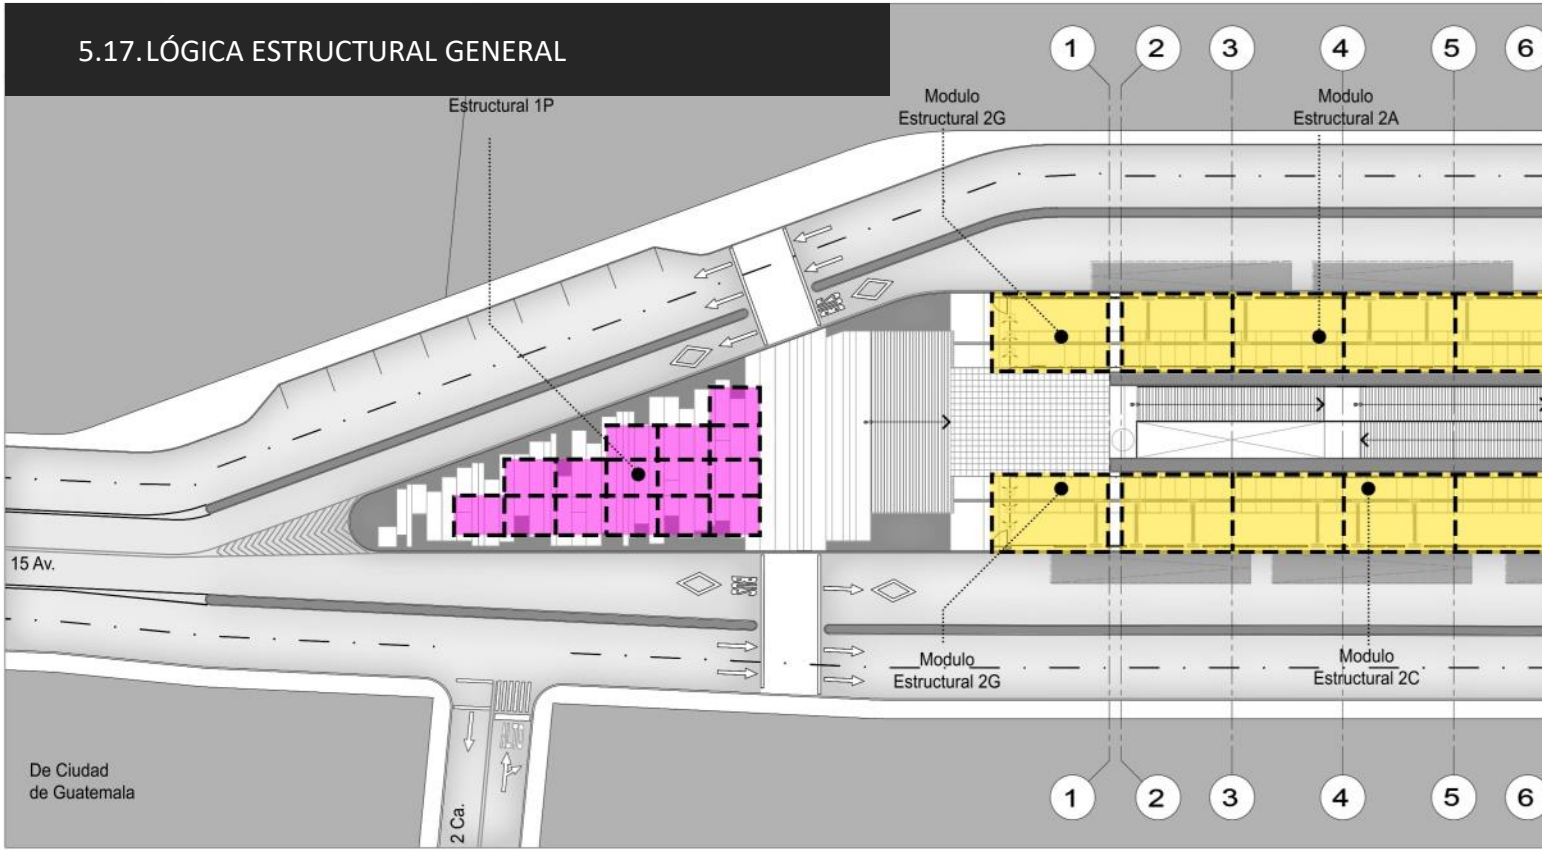 5.17. LÓGICA ESTRUCTURAL GENERAL
1 2 3 4 5 6
Estructural 1P
Modulo
Estructural 2G
Modulo
Estructural 2A
15 Av.
Modulo
Estructural 2G
Modulo
Estructural 2C
De Ciudad
de Guatemala
2 Ca.
1 2 3 4 5 6